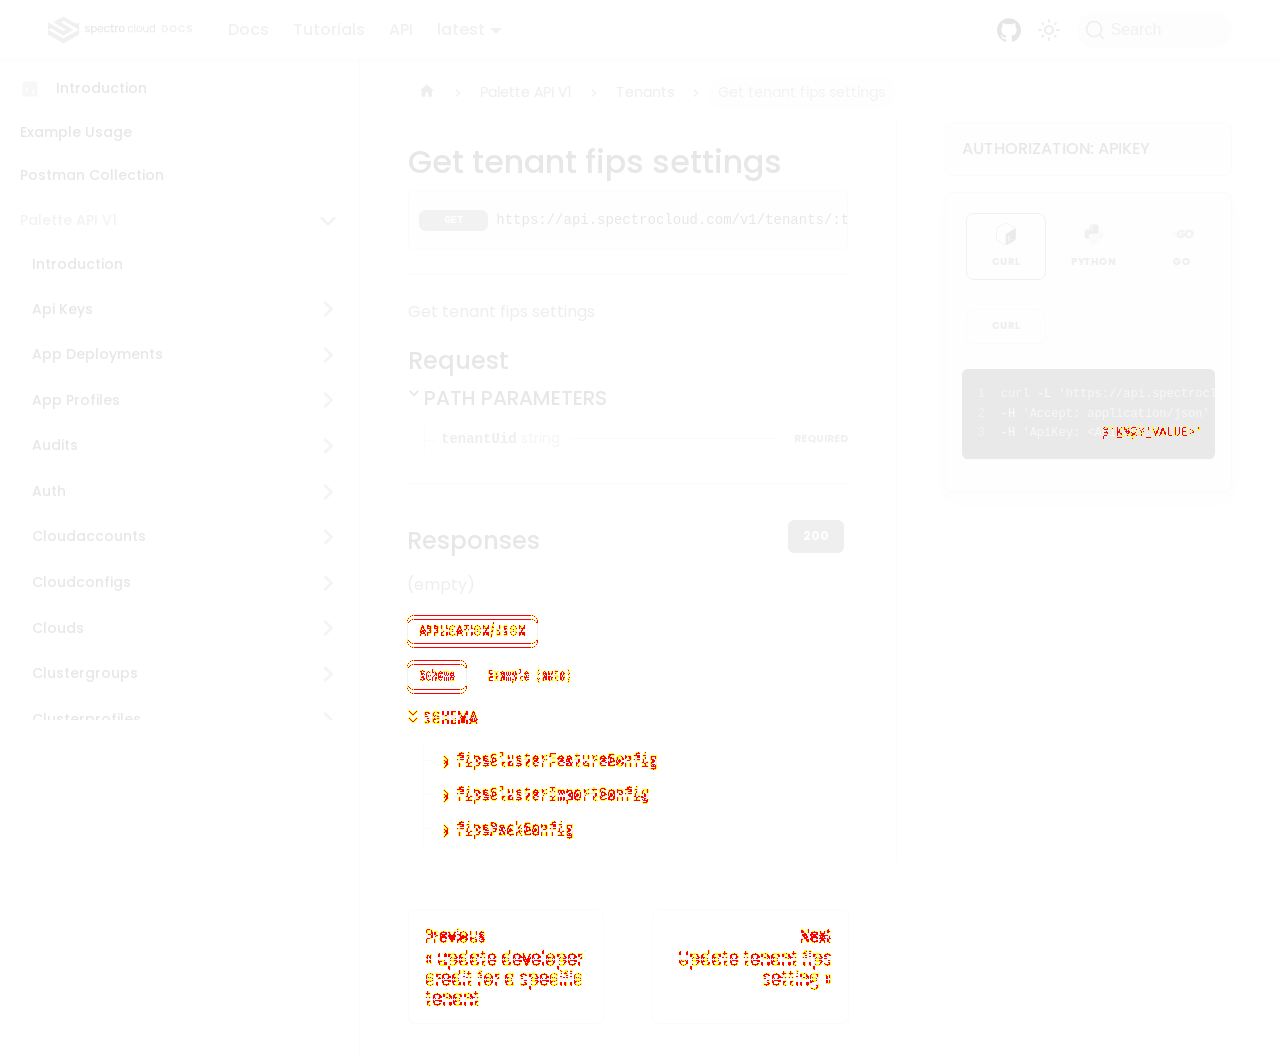 spectro cloud DOCS
Docs
Tutorials
API
latest
Search
Introduction
Example Usage
Postman Collection
Palette API V1
Introduction
Api Keys
App Deployments
App Profiles
Audits
Auth
Cloudaccounts
Cloudconfigs
Clouds
Clustergroups
Clusterprofiles
Palette API V1
Tenants
Get tenant fips settings
Get tenant fips settings
GET https://api.spectrocloud.com/v1/tenants/:t
Get tenant fips settings
Request
PATH PARAMETERS
tenantUid string REQUIRED
Responses
200
(empty)
APPLICATION/JSON
Schema
Example (auto)
SCHEMA
fipsClusterFeatureConfig
fipsClusterImportConfig
fipsPackConfig
Previous
« Update developer
credit for a specific
tenant
Next
Update tenant fips
setting »
AUTHORIZATION: APIKEY
CURL
PYTHON
GO
GO
CURL
1 curl -L 'https://api.spectrocl
2 -H 'Accept: application/json'
3 -H 'ApiKey: <API_KEY_VALUE>'